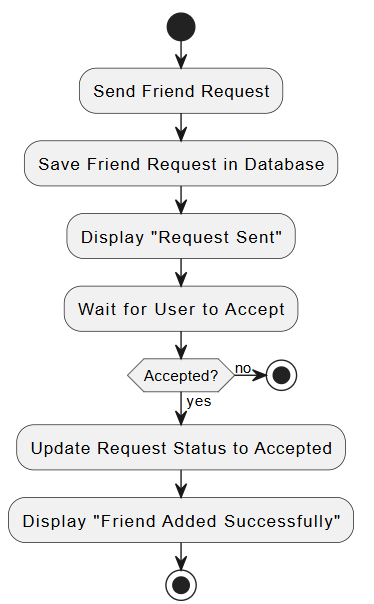 Send Friend Request
Save Friend Request in Database
Display "Request Sent"
Wait for User to Accept
Accepted?
no
yes
Update Request Status to Accepted
Display "Friend Added Successfully"